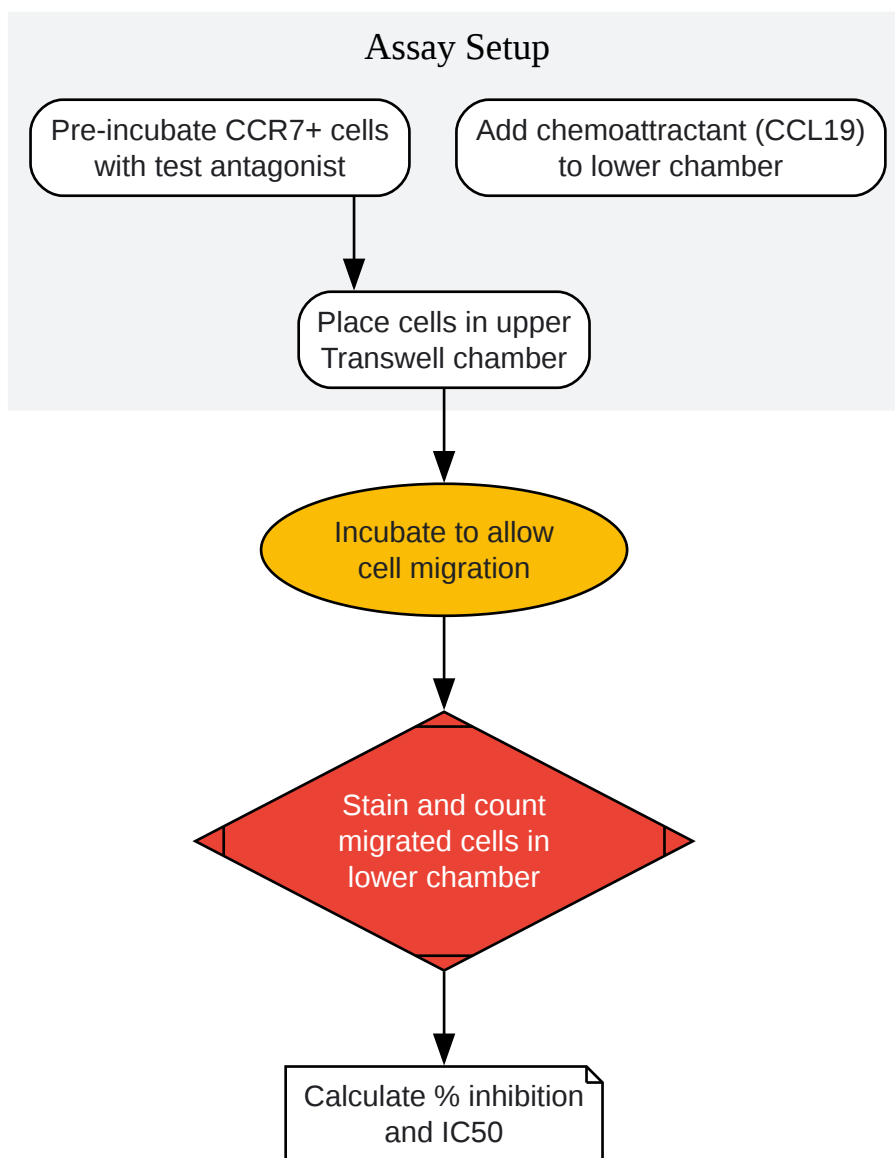 Assay Setup
Pre-incubate CCR7+ cells
with test antagonist
Add chemoattractant (CCL19)
to lower chamber
Place cells in upper
Transwell chamber
Incubate to allow
cell migration
Stain and count
migrated cells in
lower chamber
Calculate % inhibition
and IC50